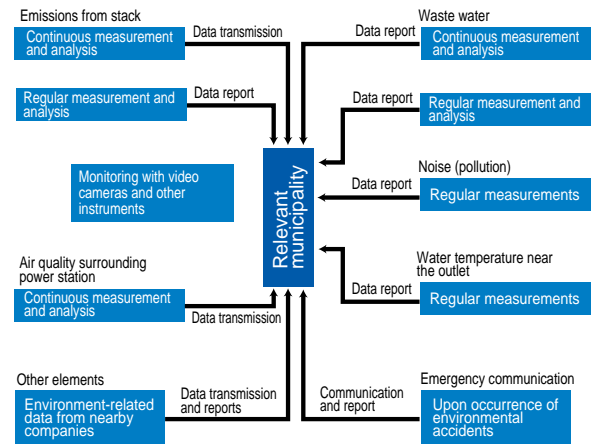 Emissions from stack
Continuous measurement
and analysis
Data transmission
Regular measurement and
analysis
Data report
Monitoring with video
cameras and other
instruments
Air quality surrounding
power station
Continuous measurement
and analysis
Data transmission
Other elements
Environment-related
data from nearby
companies
Data transmission
and reports
Relevant
municipality
Waste water
Data report
Continuous measurement
and analysis
Data report
Regular measurement and
analysis
Noise (pollution)
Data report
Regular measurements
Water temperature near
the outlet
Data report
Regular measurements
Emergency communication
Communication
and report
Upon occurrence of
environmental
accidents